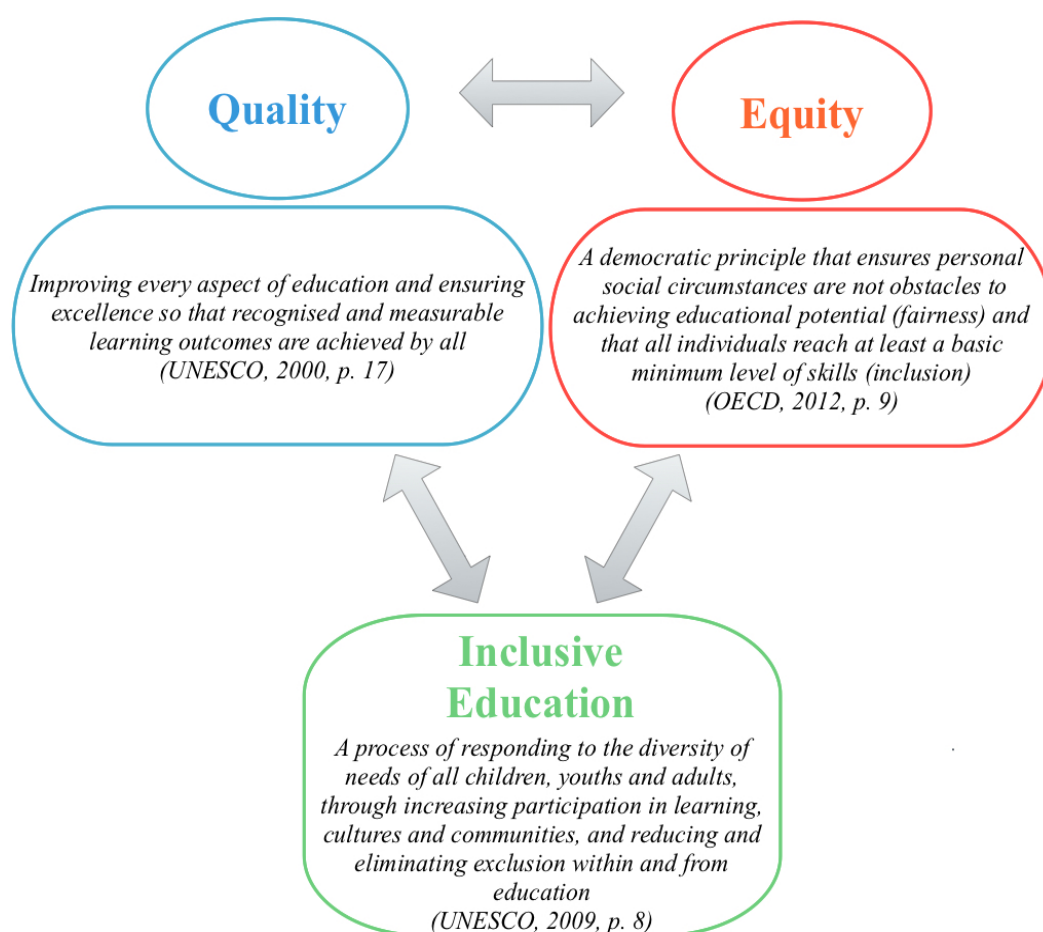 Quality
Equity
Improving every aspect of education and ensuring
excellence so that recognised and measurable
learning outcomes are achieved by all
(UNESCO, 2000, p. 17)
A democratic principle that ensures personal
social circumstances are not obstacles to
achieving educational potential (fairness) and
that all individuals reach at least a basic
minimum level of skills (inclusion)
(OECD, 2012, p. 9)
Inclusive
Education
A process of responding to the diversity of
needs of all children, youths and adults,
through increasing participation in learning,
cultures and communities, and reducing and
eliminating exclusion within and from
education
(UNESCO, 2009, p. 8)